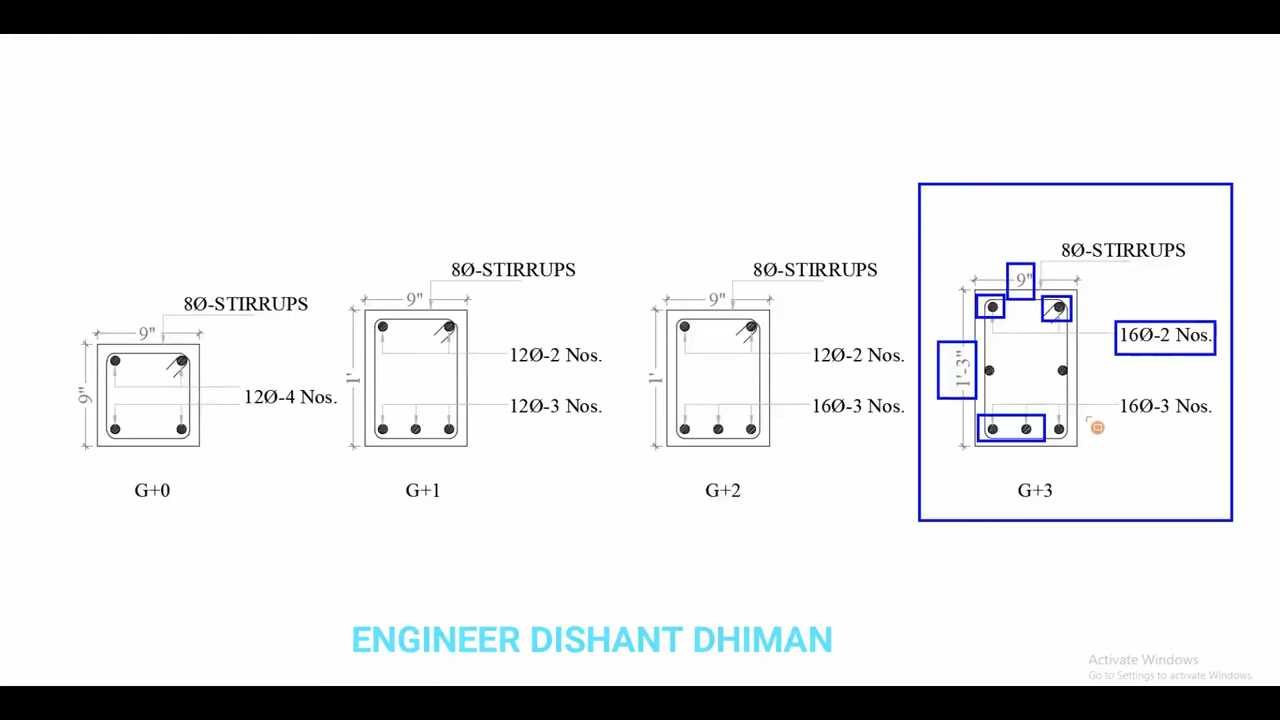 8Ø-STIRRUPS
9"
9"
12Ø-4 Nos.
G+0
8Ø-STIRRUPS
9"
1'
12Ø-2 Nos.
12Ø-3 Nos.
G+1
8Ø-STIRRUPS
9"
1'
12Ø-2 Nos.
16Ø-3 Nos.
G+2
8Ø-STIRRUPS
9"
1'-3"
16Ø-2 Nos.
16Ø-3 Nos.
G+3
ENGINEER DISHANT DHIMAN
Activate Windows
Go to Settings to activate Windows.